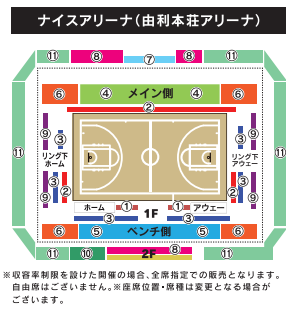 ナイスアリーナ(由利本荘アリーナ)
⑪ ⑧ ⑦ ⑧ ⑪
⑥ ④ メイン側 ④ ⑥
②
⑨ ③ ③ ⑨
⑪ リング下 ホーム リング下 アウェー ⑪
⑨ ③ ② ② ③ ⑨
ホーム ① ① アウェー
③ 1F ③
⑥ ⑤ ベンチ側 ⑤ ⑥
⑪ ⑩ 2F ⑧ ⑪
※収容率制限を設けた開催の場合、全席指定での販売となります。
自由席はございません。※座席位置・席種は変更となる場合が
ございます。